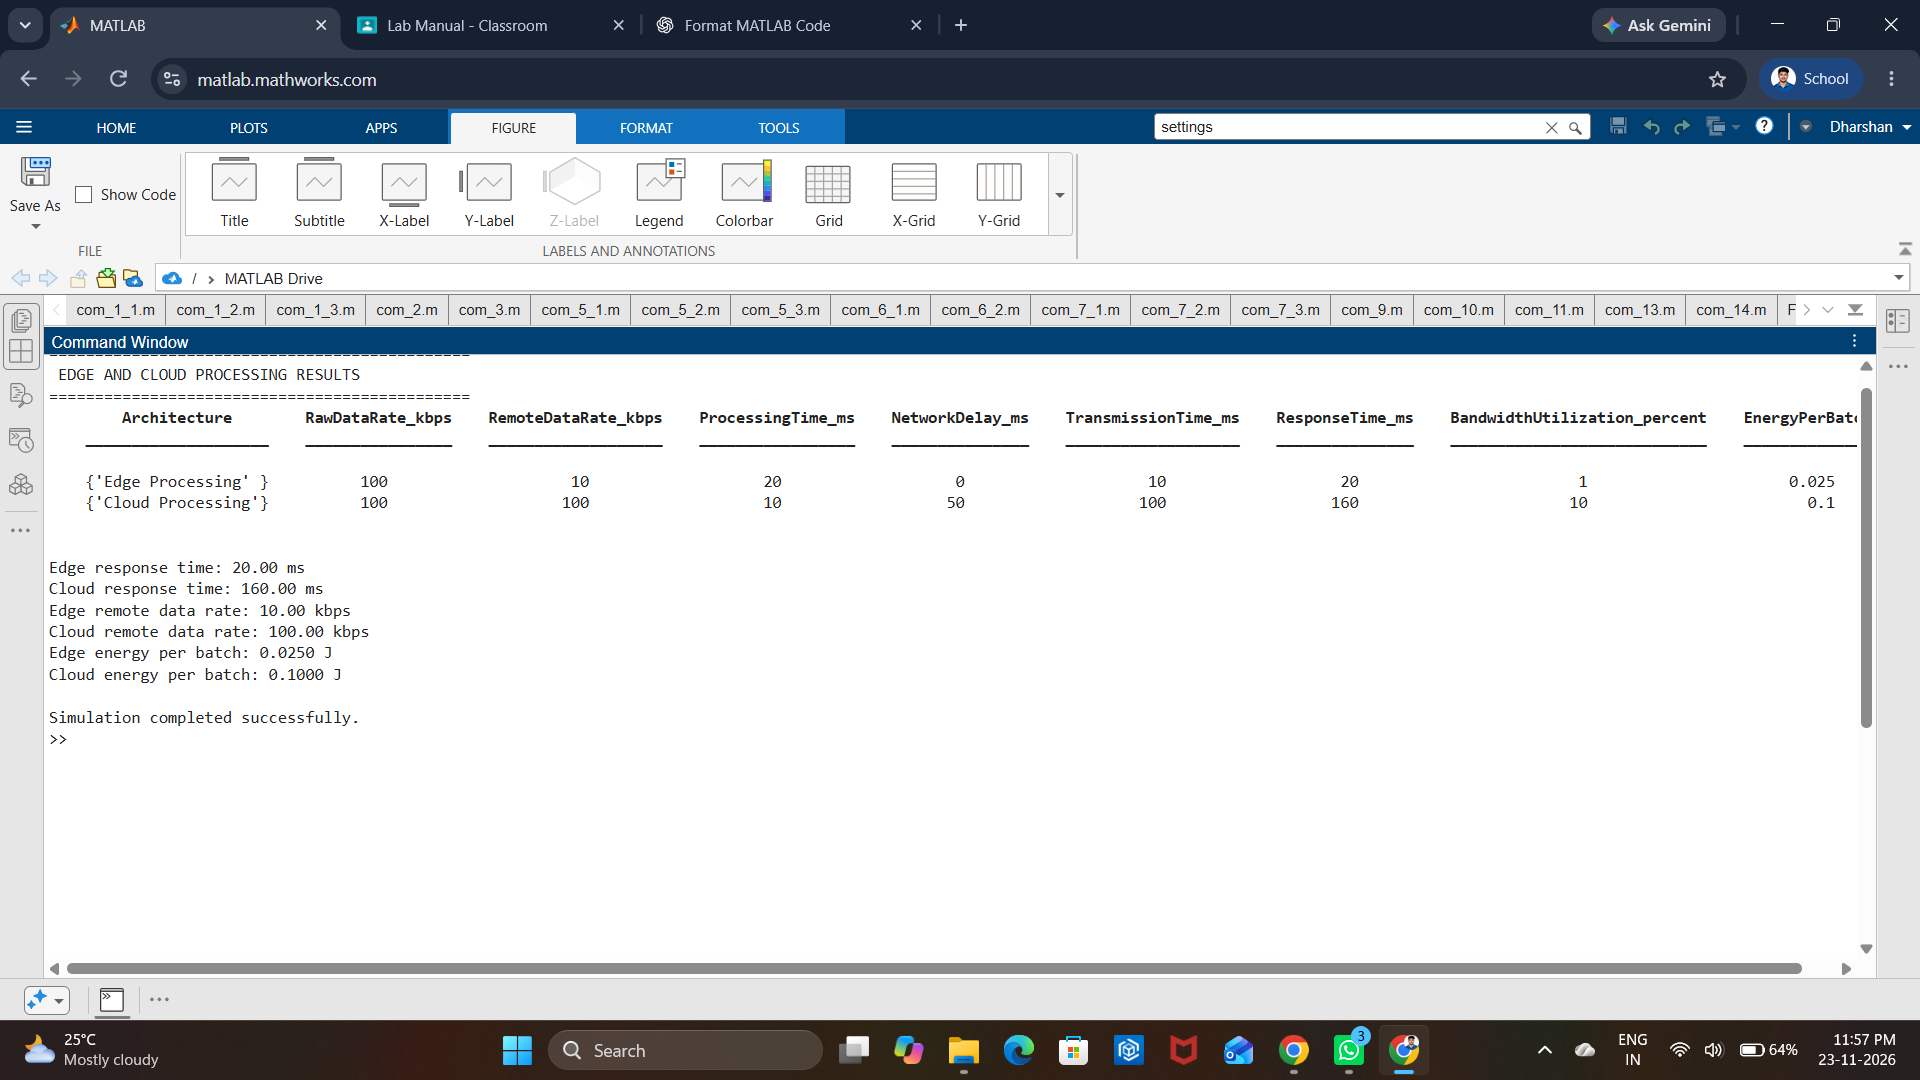 MATLAB
Lab Manual - Classroom
Format MATLAB Code
Ask Gemini
matlab.mathworks.com
School
HOME PLOTS APPS FIGURE FORMAT TOOLS
settings
Dharshan
Save As
Show Code
Title Subtitle X-Label Y-Label Z-Label Legend Colorbar Grid X-Grid Y-Grid
FILE LABELS AND ANNOTATIONS
/ > MATLAB Drive
com_1_1.m com_1_2.m com_1_3.m com_2.m com_3.m com_5_1.m com_5_2.m com_5_3.m com_6_1.m com_6_2.m com_7_1.m com_7_2.m com_7_3.m com_9.m com_10.m com_11.m com_13.m com_14.m F
Command Window
==============================================
EDGE AND CLOUD PROCESSING RESULTS
==============================================
Architecture RawDataRate_kbps RemoteDataRate_kbps ProcessingTime_ms NetworkDelay_ms TransmissionTime_ms ResponseTime_ms BandwidthUtilization_percent EnergyPerBatc
{'Edge Processing' } 100 10 20 0 10 20 1 0.025
{'Cloud Processing'} 100 100 10 50 100 160 10 0.1
Edge response time: 20.00 ms
Cloud response time: 160.00 ms
Edge remote data rate: 10.00 kbps
Cloud remote data rate: 100.00 kbps
Edge energy per batch: 0.0250 J
Cloud energy per batch: 0.1000 J
Simulation completed successfully.
>>
25°C
Mostly cloudy
Search
3
ENG
IN
64%
11:57 PM
23-11-2026